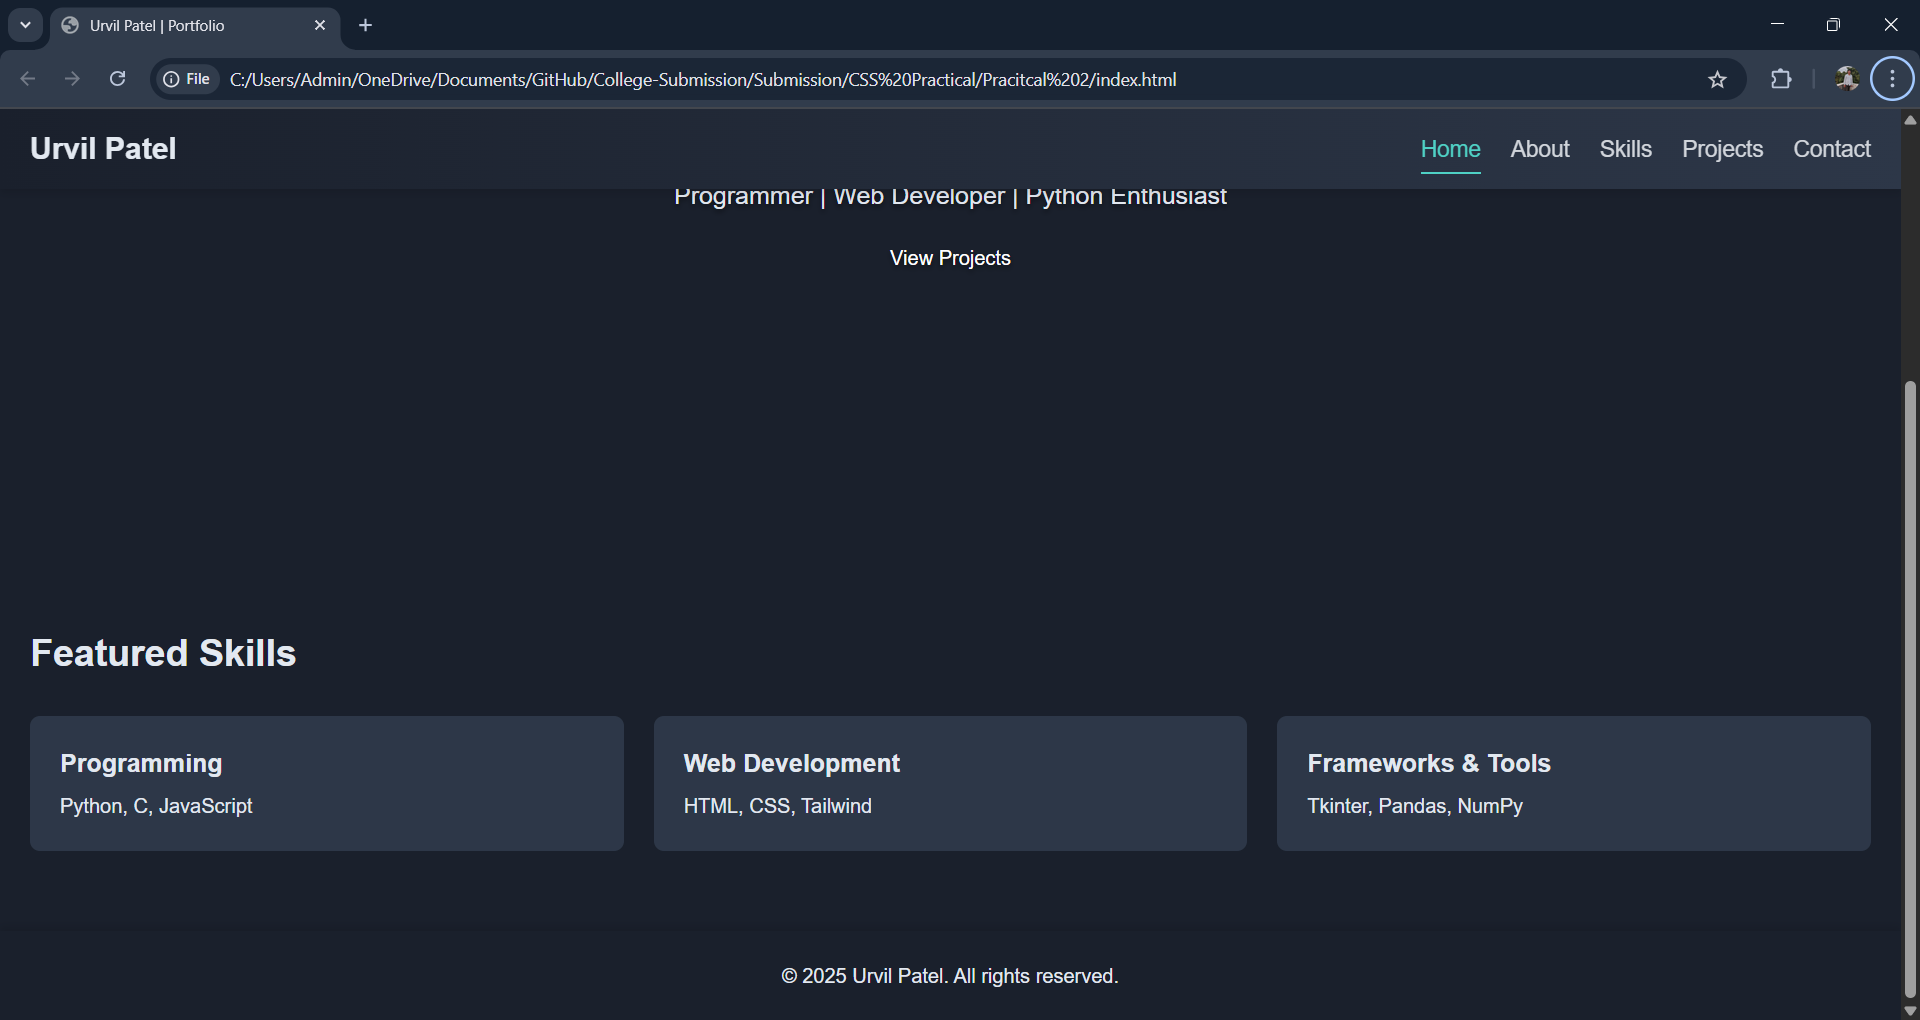 Urvil Patel | Portfolio
File
C:/Users/Admin/OneDrive/Documents/GitHub/College-Submission/Submission/CSS%20Practical/Pracitcal%202/index.html
Urvil Patel
Home
About
Skills
Projects
Contact
Programmer | Web Developer | Python Enthusiast
View Projects
Featured Skills
Programming
Python, C, JavaScript
Web Development
HTML, CSS, Tailwind
Frameworks & Tools
Tkinter, Pandas, NumPy
© 2025 Urvil Patel. All rights reserved.